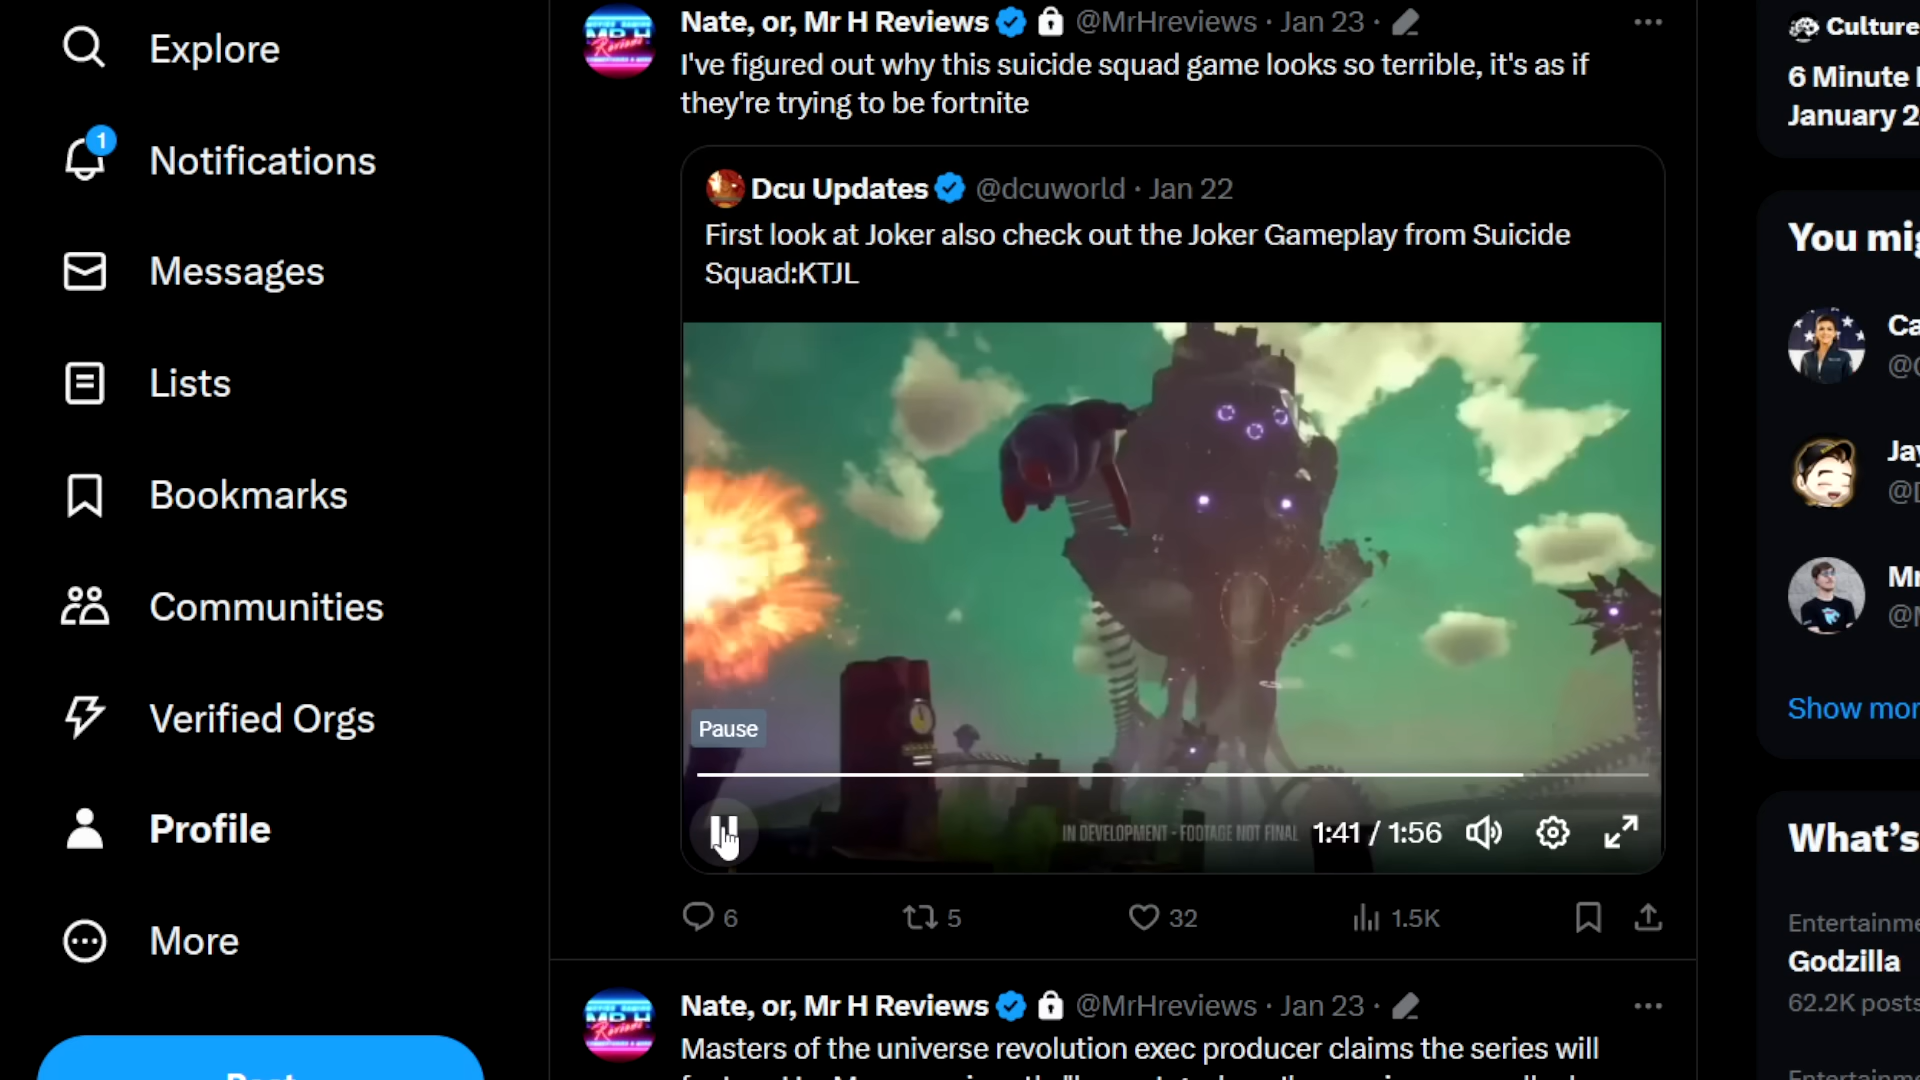 Explore
1
Notifications
Messages
Lists
Bookmarks
Communities
Verified Orgs
Profile
More
Nate, or, Mr H Reviews @MrHreviews · Jan 23 ·
I've figured out why this suicide squad game looks so terrible, it's as if
they're trying to be fortnite
Dcu Updates @dcuworld · Jan 22
First look at Joker also check out the Joker Gameplay from Suicide
Squad:KTJL
Pause
IN DEVELOPMENT - FOOTAGE NOT FINAL
1:41 / 1:56
6
5
32
1.5K
Nate, or, Mr H Reviews @MrHreviews · Jan 23 ·
Masters of the universe revolution exec producer claims the series will
Culture
6 Minute
January 2
You mig
Ca
Jay
Show mor
What's
Entertainme
Godzilla
62.2K posts